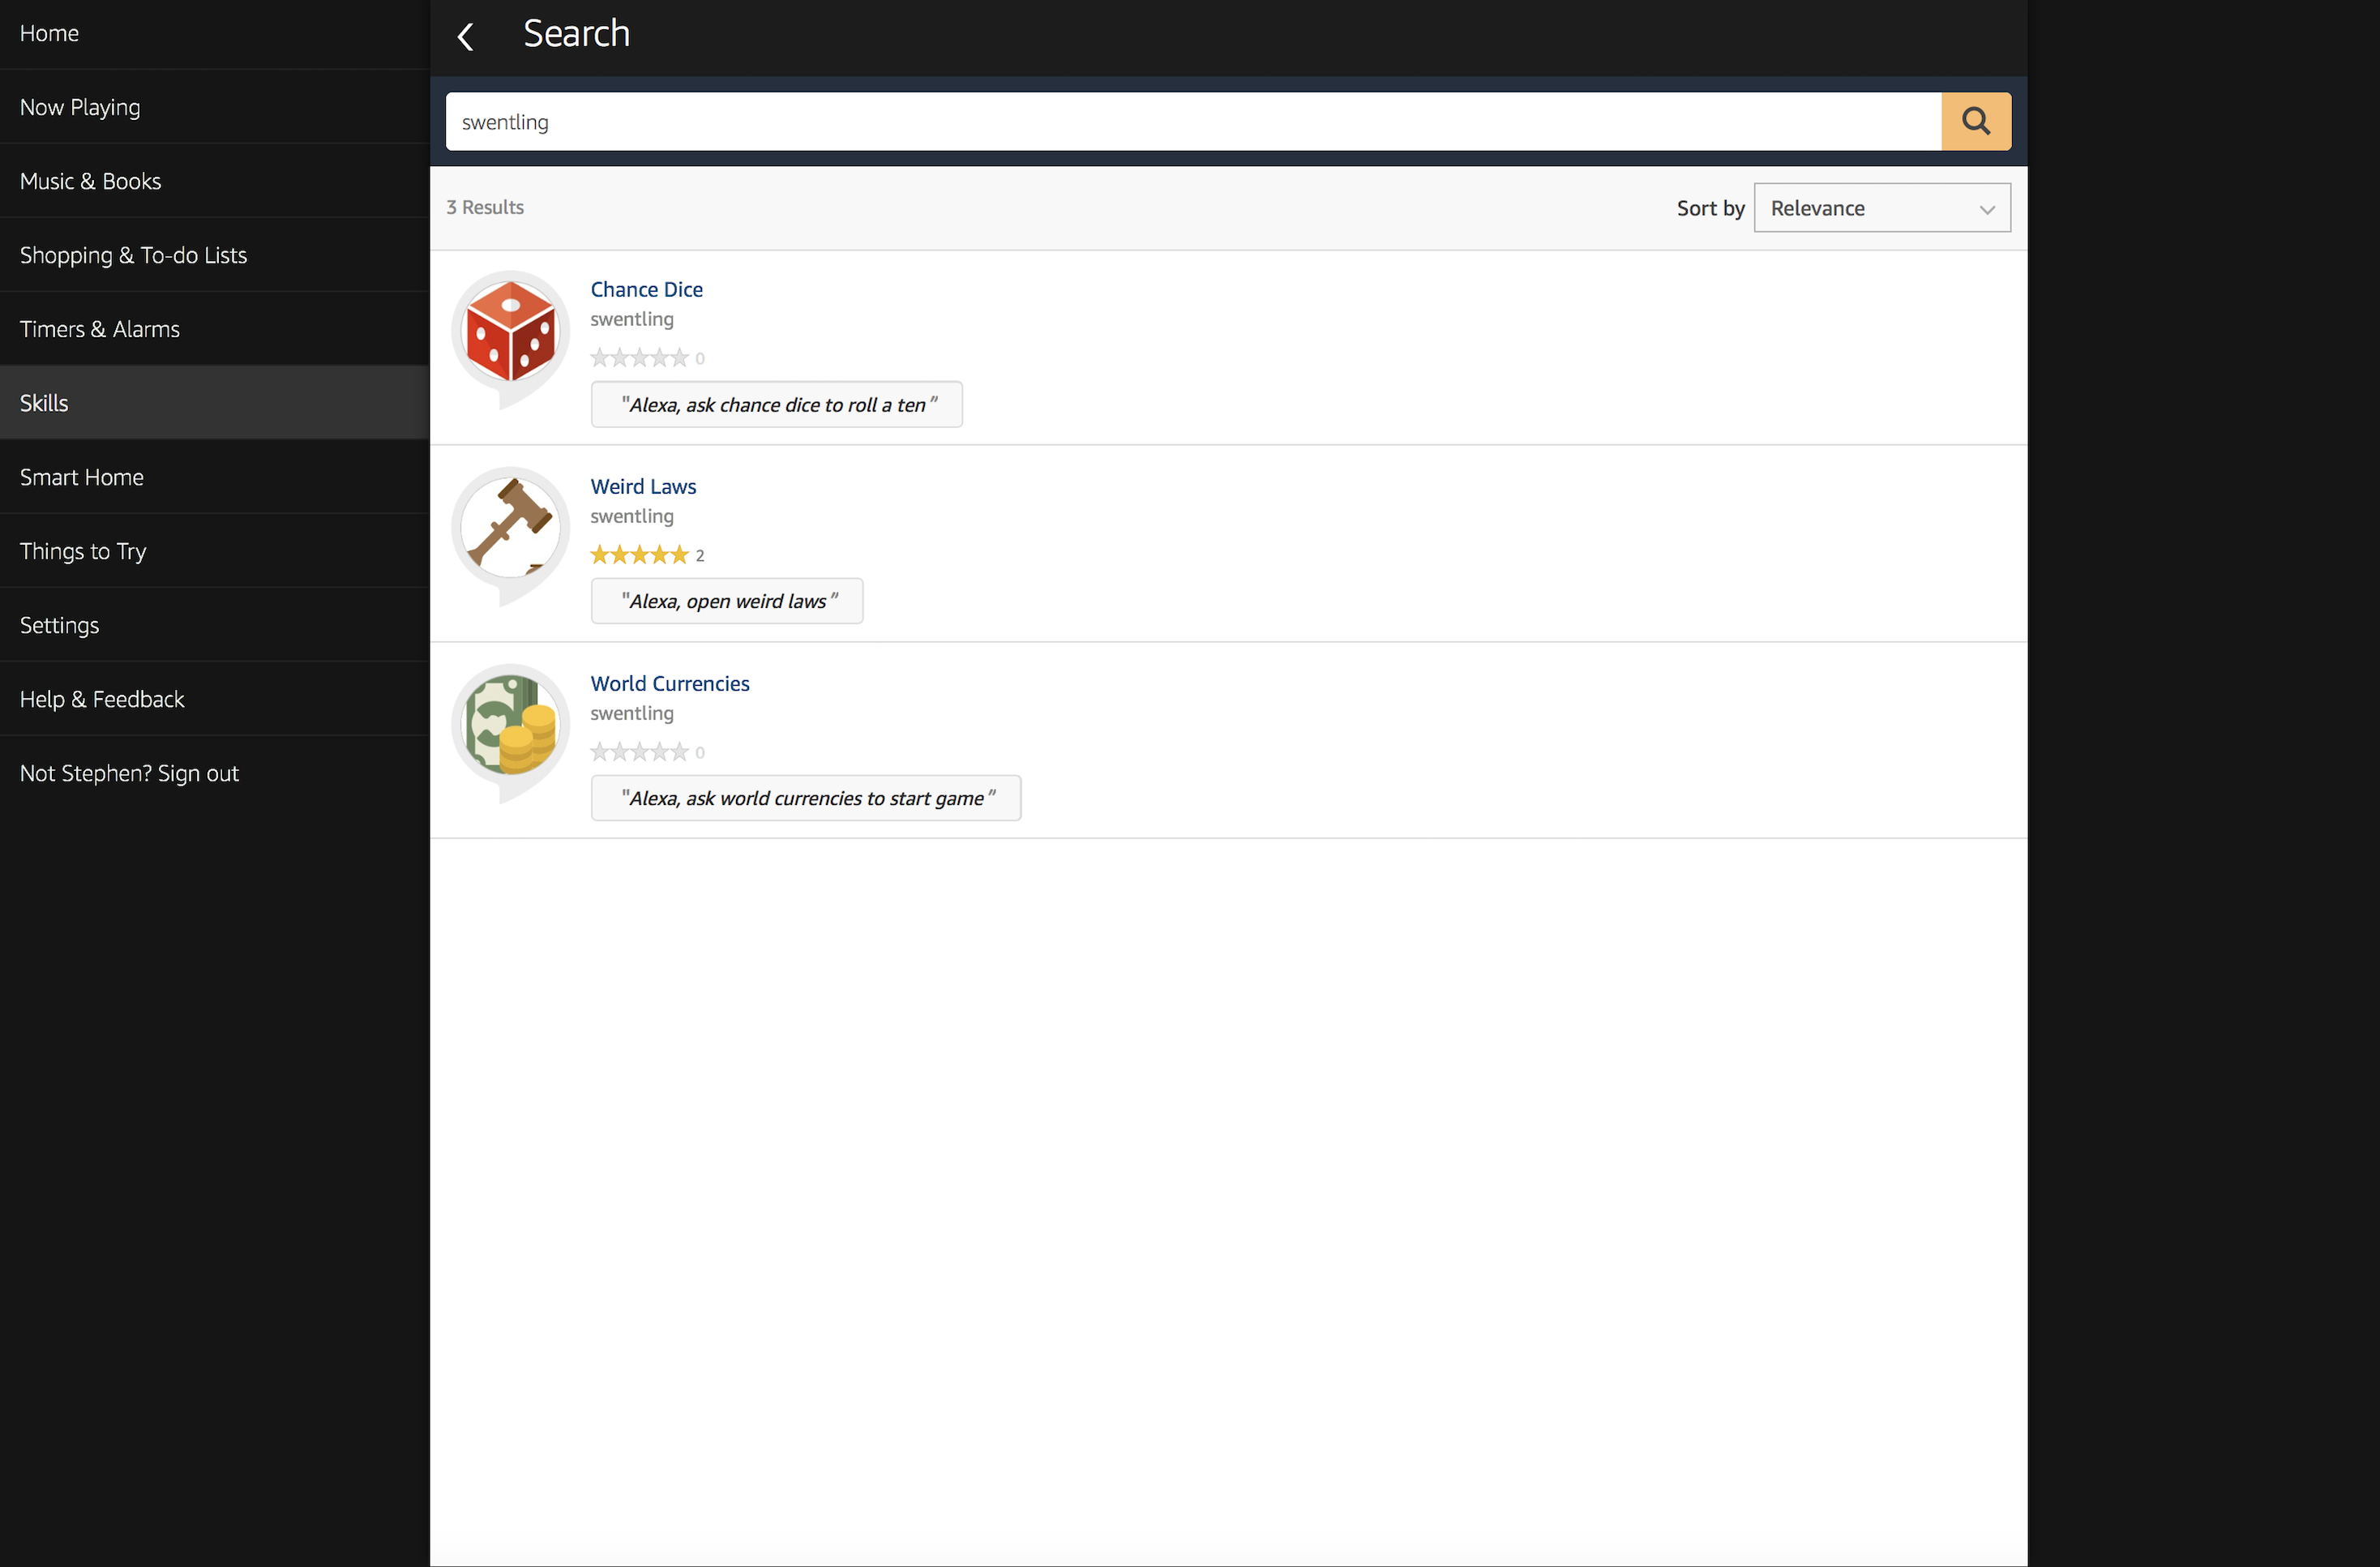 Home
Now Playing
Music & Books
Shopping & To-do Lists
Timers & Alarms
Skills
Smart Home
Things to Try
Settings
Help & Feedback
Not Stephen? Sign out
Search
swentling
3 Results
Sort by Relevance
Chance Dice
swentling
0
"Alexa, ask chance dice to roll a ten"
Weird Laws
swentling
2
"Alexa, open weird laws"
World Currencies
swentling
0
"Alexa, ask world currencies to start game"